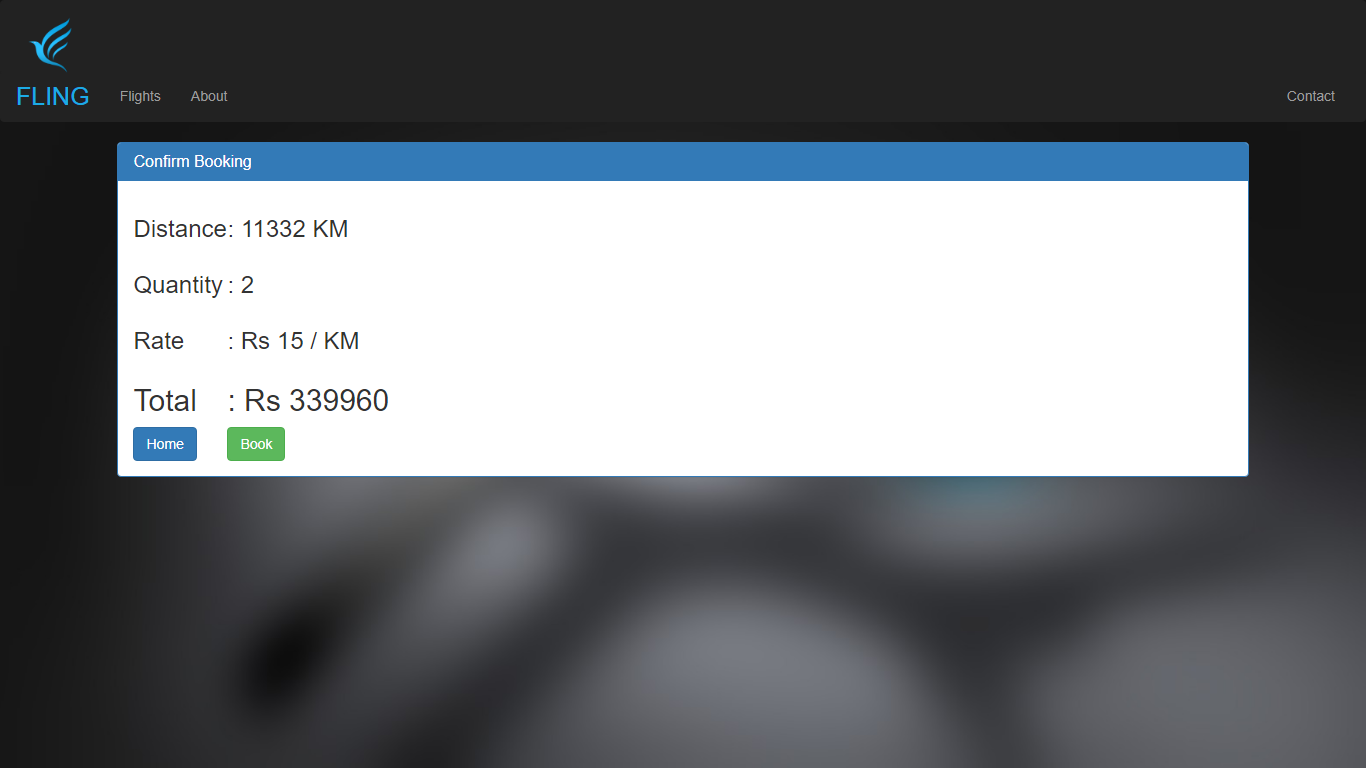 FLING Flights About Contact
Confirm Booking
Distance: 11332 KM
Quantity : 2
Rate : Rs 15 / KM
Total : Rs 339960
Home Book